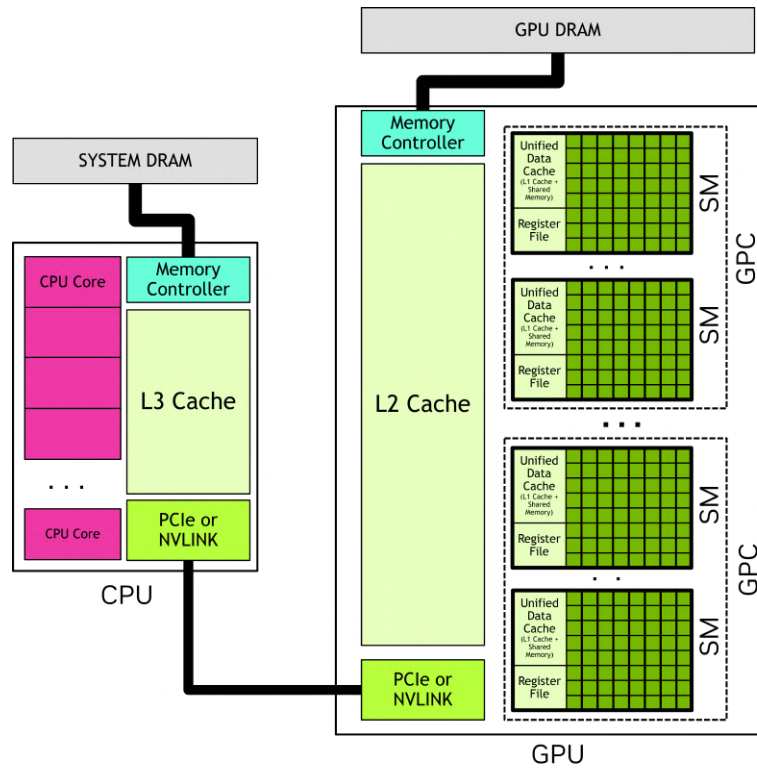 GPU DRAM
SYSTEM DRAM
CPU Core
Memory
Controller
L3 Cache
. . .
CPU Core
PCIe or
NVLINK
CPU
Memory
Controller
L2 Cache
PCIe or
NVLINK
Unified
Data
Cache
(L1 Cache +
Shared
Memory)
Register
File
SM
. . .
Unified
Data
Cache
(L1 Cache +
Shared
Memory)
Register
File
SM
GPC
. . .
Unified
Data
Cache
(L1 Cache +
Shared
Memory)
Register
File
SM
. .
Unified
Data
Cache
(L1 Cache +
Shared
Memory)
Register
File
SM
GPC
GPU